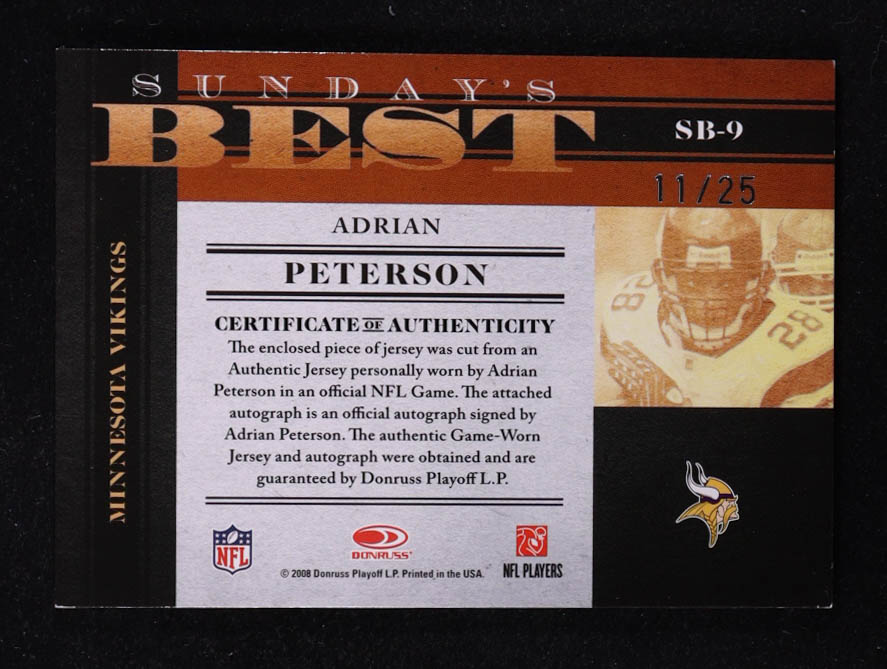 SUNDAY'S
BEST
SB-9
11/25
MINNESOTA VIKINGS
ADRIAN
PETERSON
CERTIFICATE OF AUTHENTICITY
The enclosed piece of jersey was cut from an
Authentic Jersey personally worn by Adrian
Peterson in an official NFL Game. The attached
autograph is an official autograph signed by
Adrian Peterson. The authentic Game-Worn
Jersey and autograph were obtained and are
guaranteed by Donruss Playoff L.P.
28
28
NFL
DONRUSS
NFL PLAYERS
© 2008 Donruss Playoff L.P. Printed in the USA.